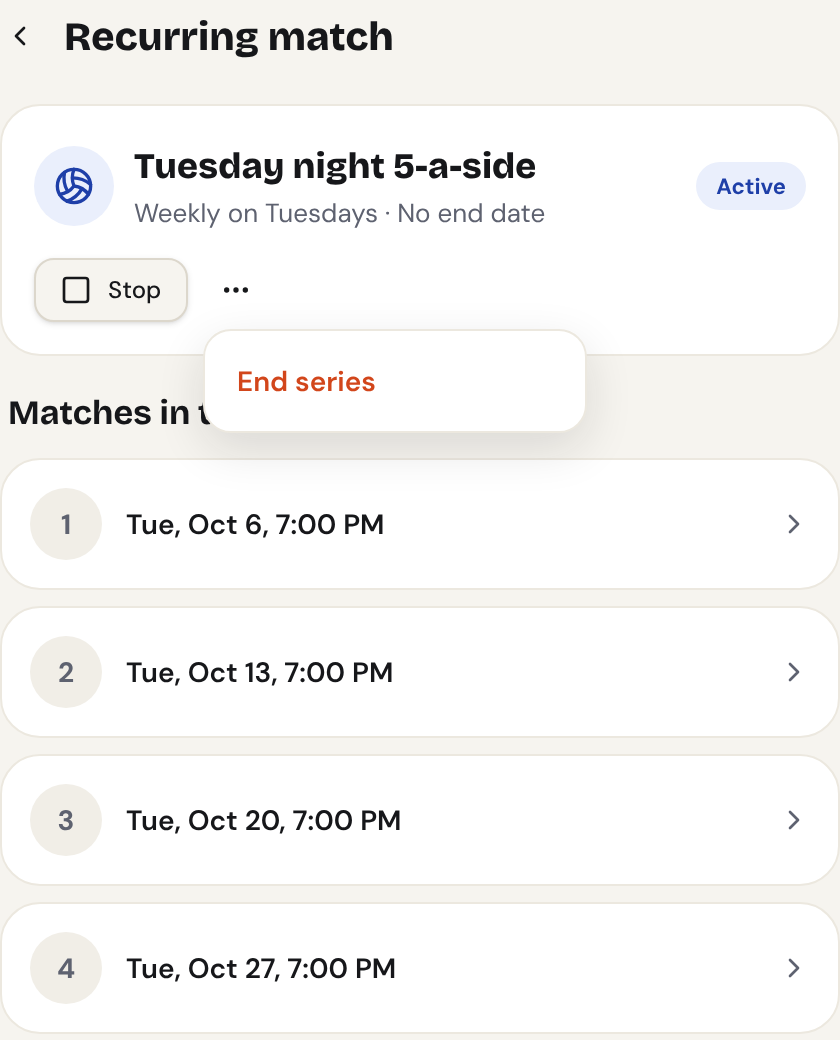 Recurring match
Tuesday night 5-a-side
Weekly on Tuesdays · No end date
Active
Stop
End series
Matches in
1
Tue, Oct 6, 7:00 PM
2
Tue, Oct 13, 7:00 PM
3
Tue, Oct 20, 7:00 PM
4
Tue, Oct 27, 7:00 PM